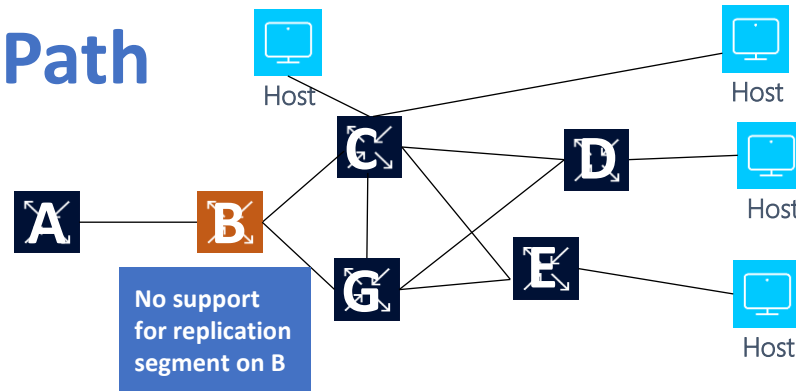 Path
Host
Host
C
D
Host
A
B
G
E
No support
for replication
segment on B
Host